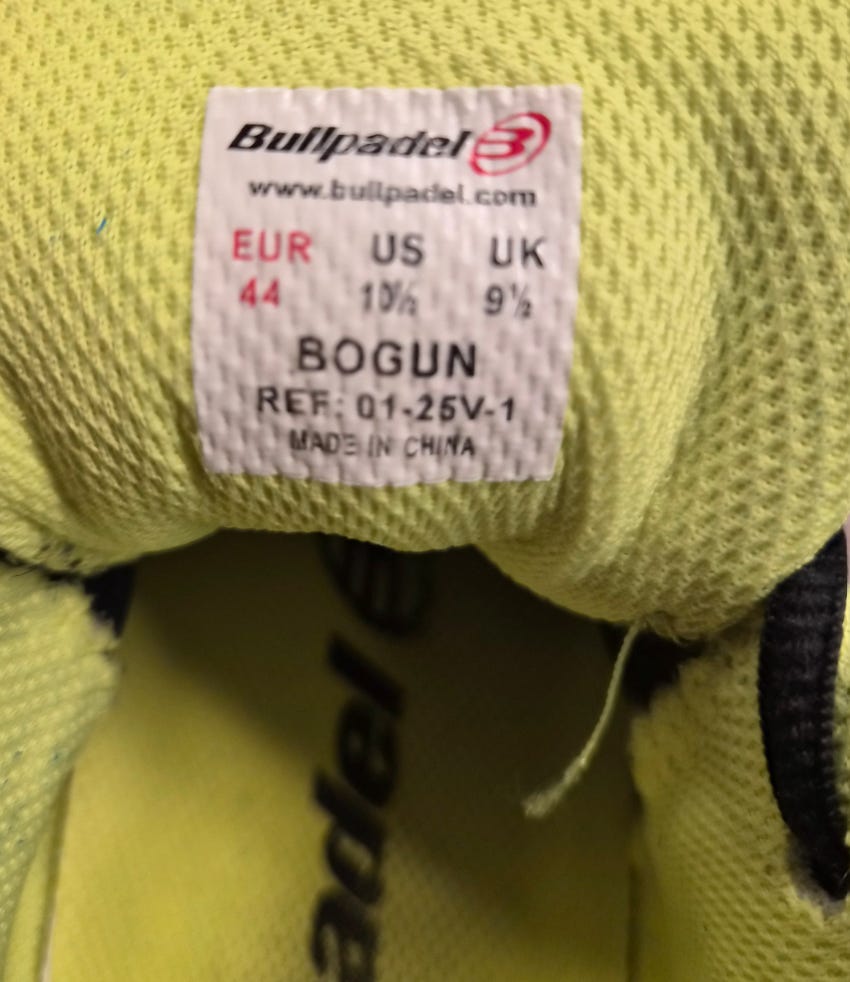 Bullpadel
www.bullpadel.com
EUR US UK
44 10½ 9½
BOGUN
REF: 01-25V-1
MADE IN CHINA
adel